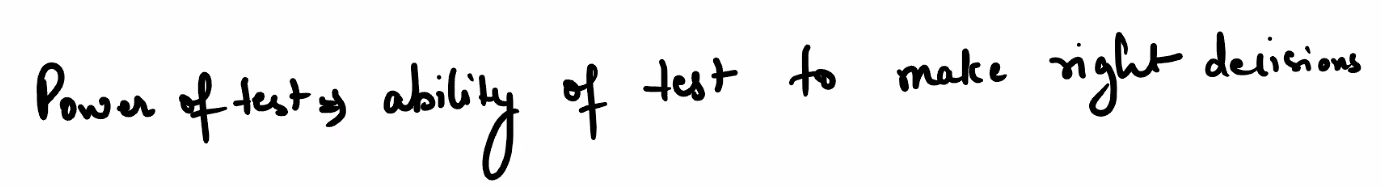 Power of test ⇒ ability of test to make right decisions